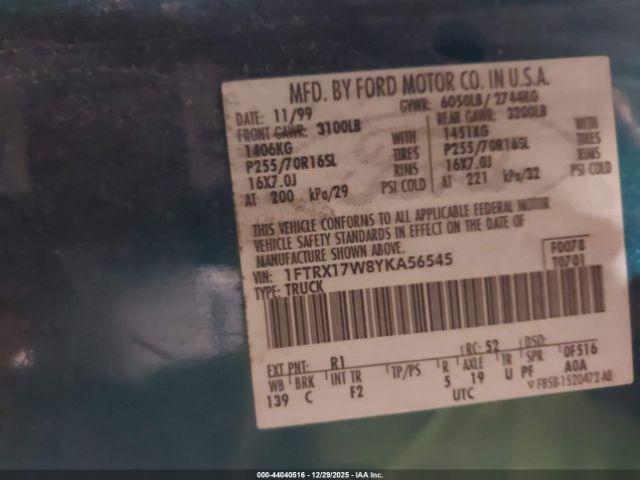 MFD. BY FORD MOTOR CO. IN U.S.A.
DATE: 11/99 GVWR: 6050LB/ 2744KG
FRONT GAWR: 3100LB REAR GAWR: 3200LB
1406KG WITH 1451KG WITH
P255/70R16SL TIRES P255/70R16SL TIRES
16X7.0J RIMS 16X7.0J RIMS
AT 200 kPa/29 PSI COLD AT 221 kPa/32 PSI COLD
THIS VEHICLE CONFORMS TO ALL APPLICABLE FEDERAL MOTOR
VEHICLE SAFETY STANDARDS IN EFFECT ON THE DATE OF
MANUFACTURE SHOWN ABOVE.
VIN: 1FTRX17W8YKA56545 F0078
TYPE: TRUCK T0701
EXT PNT: R1 RC: 52 DSO:
WB BRK INT TR TP/PS R AXLE TR SPR 0F516
139 C F2 5 19 U PF A0A
UTC F85B-1520472-AB
000-44040516 - 12/29/2025 - IAA Inc.